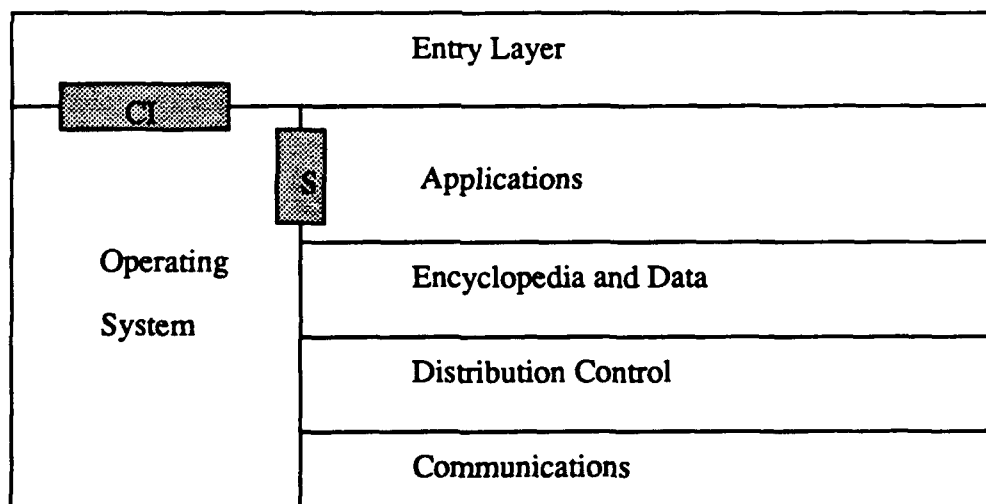 Entry Layer
CI
S
Applications
Operating
System
Encyclopedia and Data
Distribution Control
Communications